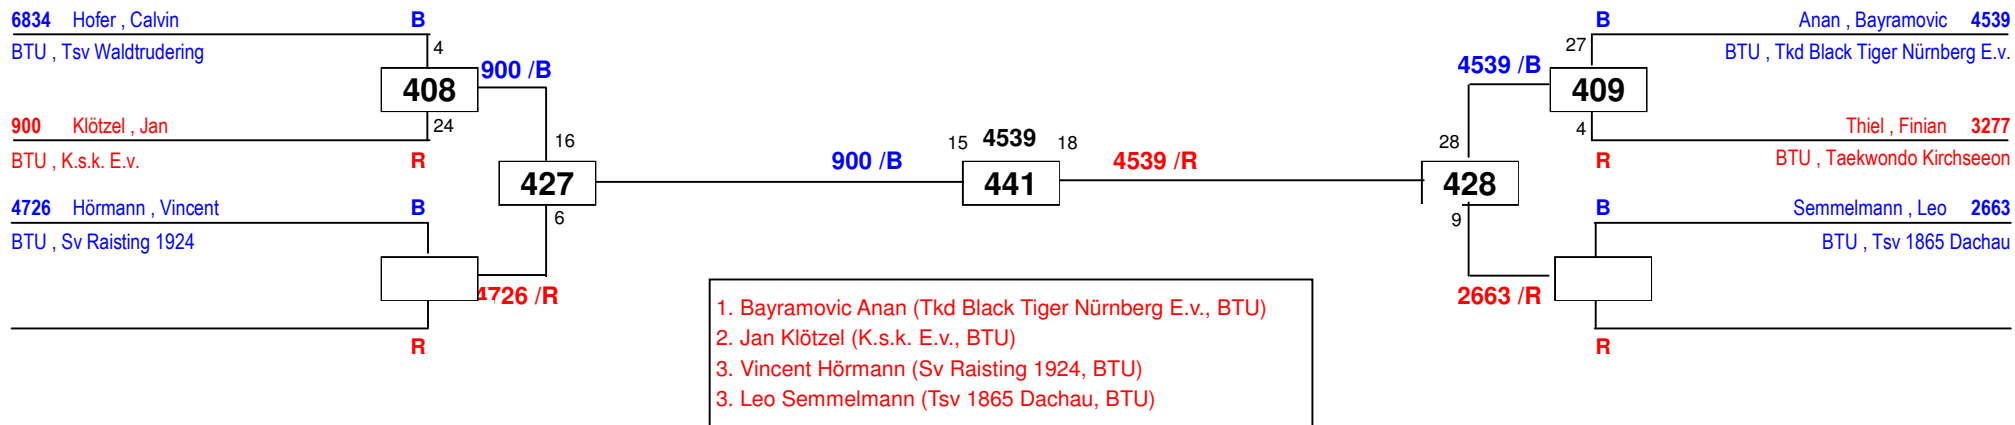 6834 Hofer , Calvin B
BTU , Tsv Waldtrudering
4
408
900 /B
900 Klötzel , Jan
24
BTU , K.s.k. E.v.
R
16
427
6
4726 Hörmann , Vincent B
BTU , Sv Raisting 1924
4726 /R
R
900 /B
15 4539 18
441
4539 /R
B Anan , Bayramovic 4539
27
BTU , Tkd Black Tiger Nürnberg E.v.
4539 /B
409
4
Thiel , Finian 3277
R
BTU , Taekwondo Kirchseeon
28
428
9
B Semmelmann , Leo 2663
BTU , Tsv 1865 Dachau
2663 /R
R
1. Bayramovic Anan (Tkd Black Tiger Nürnberg E.v., BTU)
2. Jan Klötzel (K.s.k. E.v., BTU)
3. Vincent Hörmann (Sv Raisting 1924, BTU)
3. Leo Semmelmann (Tsv 1865 Dachau, BTU)